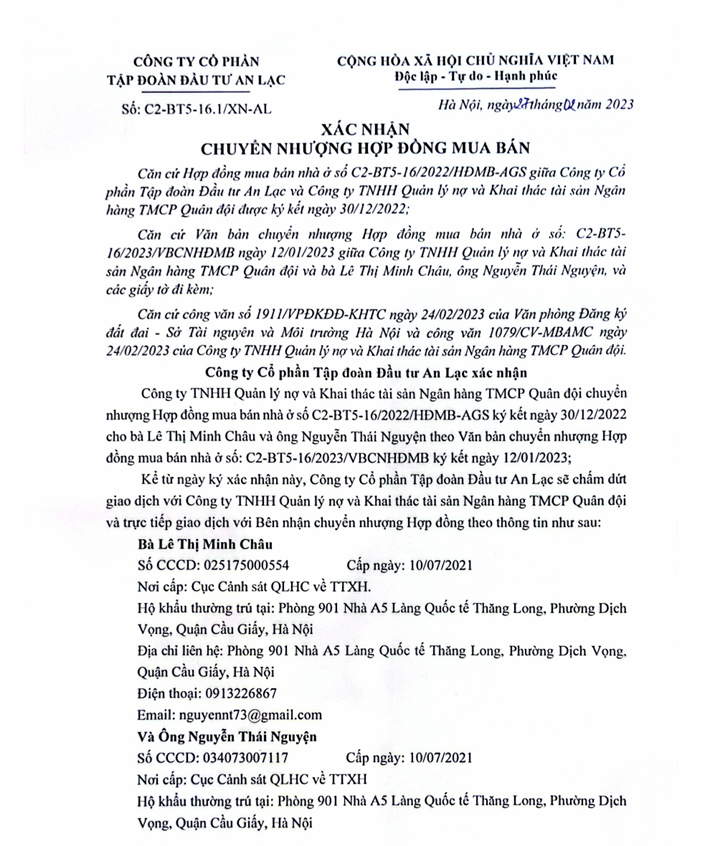 CÔNG TY CỔ PHẦN
TẬP ĐOÀN ĐẦU TƯ AN LẠC
Số: C2-BT5-16.1/XN-AL
CỘNG HÒA XÃ HỘI CHỦ NGHĨA VIỆT NAM
Độc lập - Tự do - Hạnh phúc
Hà Nội, ngày 27 tháng 02 năm 2023
XÁC NHẬN
CHUYỂN NHƯỢNG HỢP ĐỒNG MUA BÁN
Căn cứ Hợp đồng mua bán nhà ở số C2-BT5-16/2022/HĐMB-AGS giữa Công ty Cổ
phần Tập đoàn Đầu tư An Lạc và Công ty TNHH Quản lý nợ và Khai thác tài sản Ngân
hàng TMCP Quân đội được ký kết ngày 30/12/2022;
Căn cứ Văn bản chuyển nhượng Hợp đồng mua bán nhà ở số: C2-BT5-
16/2023/VBCNHĐMB ngày 12/01/2023 giữa Công ty TNHH Quản lý nợ và Khai thác tài
sản Ngân hàng TMCP Quân đội và bà Lê Thị Minh Châu, ông Nguyễn Thái Nguyện, và
các giấy tờ đi kèm;
Căn cứ công văn số 1911/VPĐKĐĐ-KHTC ngày 24/02/2023 của Văn phòng Đăng ký
đất đai - Sở Tài nguyên và Môi trường Hà Nội và công văn 1079/CV-MBAMC ngày
24/02/2023 của Công ty TNHH Quản lý nợ và Khai thác tài sản Ngân hàng TMCP Quân đội.
Công ty Cổ phần Tập đoàn Đầu tư An Lạc xác nhận
Công ty TNHH Quản lý nợ và Khai thác tài sản Ngân hàng TMCP Quân đội chuyển
nhượng Hợp đồng mua bán nhà ở số C2-BT5-16/2022/HĐMB-AGS ký kết ngày 30/12/2022
cho bà Lê Thị Minh Châu và ông Nguyễn Thái Nguyện theo Văn bản chuyển nhượng Hợp
đồng mua bán nhà ở số: C2-BT5-16/2023/VBCNHĐMB ký kết ngày 12/01/2023;
Kể từ ngày ký xác nhận này, Công ty Cổ phần Tập đoàn Đầu tư An Lạc sẽ chấm dứt
giao dịch với Công ty TNHH Quản lý nợ và Khai thác tài sản Ngân hàng TMCP Quân đội
và trực tiếp giao dịch với Bên nhận chuyển nhượng Hợp đồng theo thông tin như sau:
Bà Lê Thị Minh Châu
Số CCCD: 025175000554 Cấp ngày: 10/07/2021
Nơi cấp: Cục Cảnh sát QLHC về TTXH.
Hộ khẩu thường trú tại: Phòng 901 Nhà A5 Làng Quốc tế Thăng Long, Phường Dịch
Vọng, Quận Cầu Giấy, Hà Nội
Địa chỉ liên hệ: Phòng 901 Nhà A5 Làng Quốc tế Thăng Long, Phường Dịch Vọng,
Quận Cầu Giấy, Hà Nội
Điện thoại: 0913226867
Email: nguyennt73@gmail.com
Và Ông Nguyễn Thái Nguyện
Số CCCD: 034073007117 Cấp ngày: 10/07/2021
Nơi cấp: Cục Cảnh sát QLHC về TTXH
Hộ khẩu thường trú tại: Phòng 901 Nhà A5 Làng Quốc tế Thăng Long, Phường Dịch
Vọng, Quận Cầu Giấy, Hà Nội